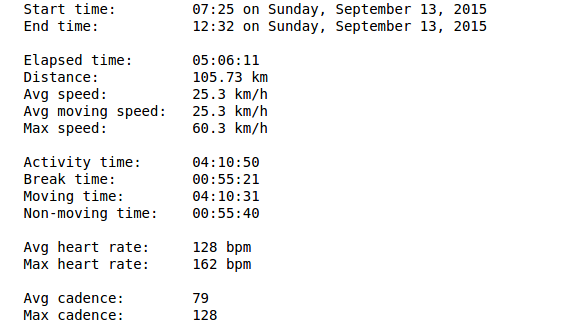 Start time: 07:25 on Sunday, September 13, 2015
End time: 12:32 on Sunday, September 13, 2015
Elapsed time: 05:06:11
Distance: 105.73 km
Avg speed: 25.3 km/h
Avg moving speed: 25.3 km/h
Max speed: 60.3 km/h
Activity time: 04:10:50
Break time: 00:55:21
Moving time: 04:10:31
Non-moving time: 00:55:40
Avg heart rate: 128 bpm
Max heart rate: 162 bpm
Avg cadence: 79
Max cadence: 128